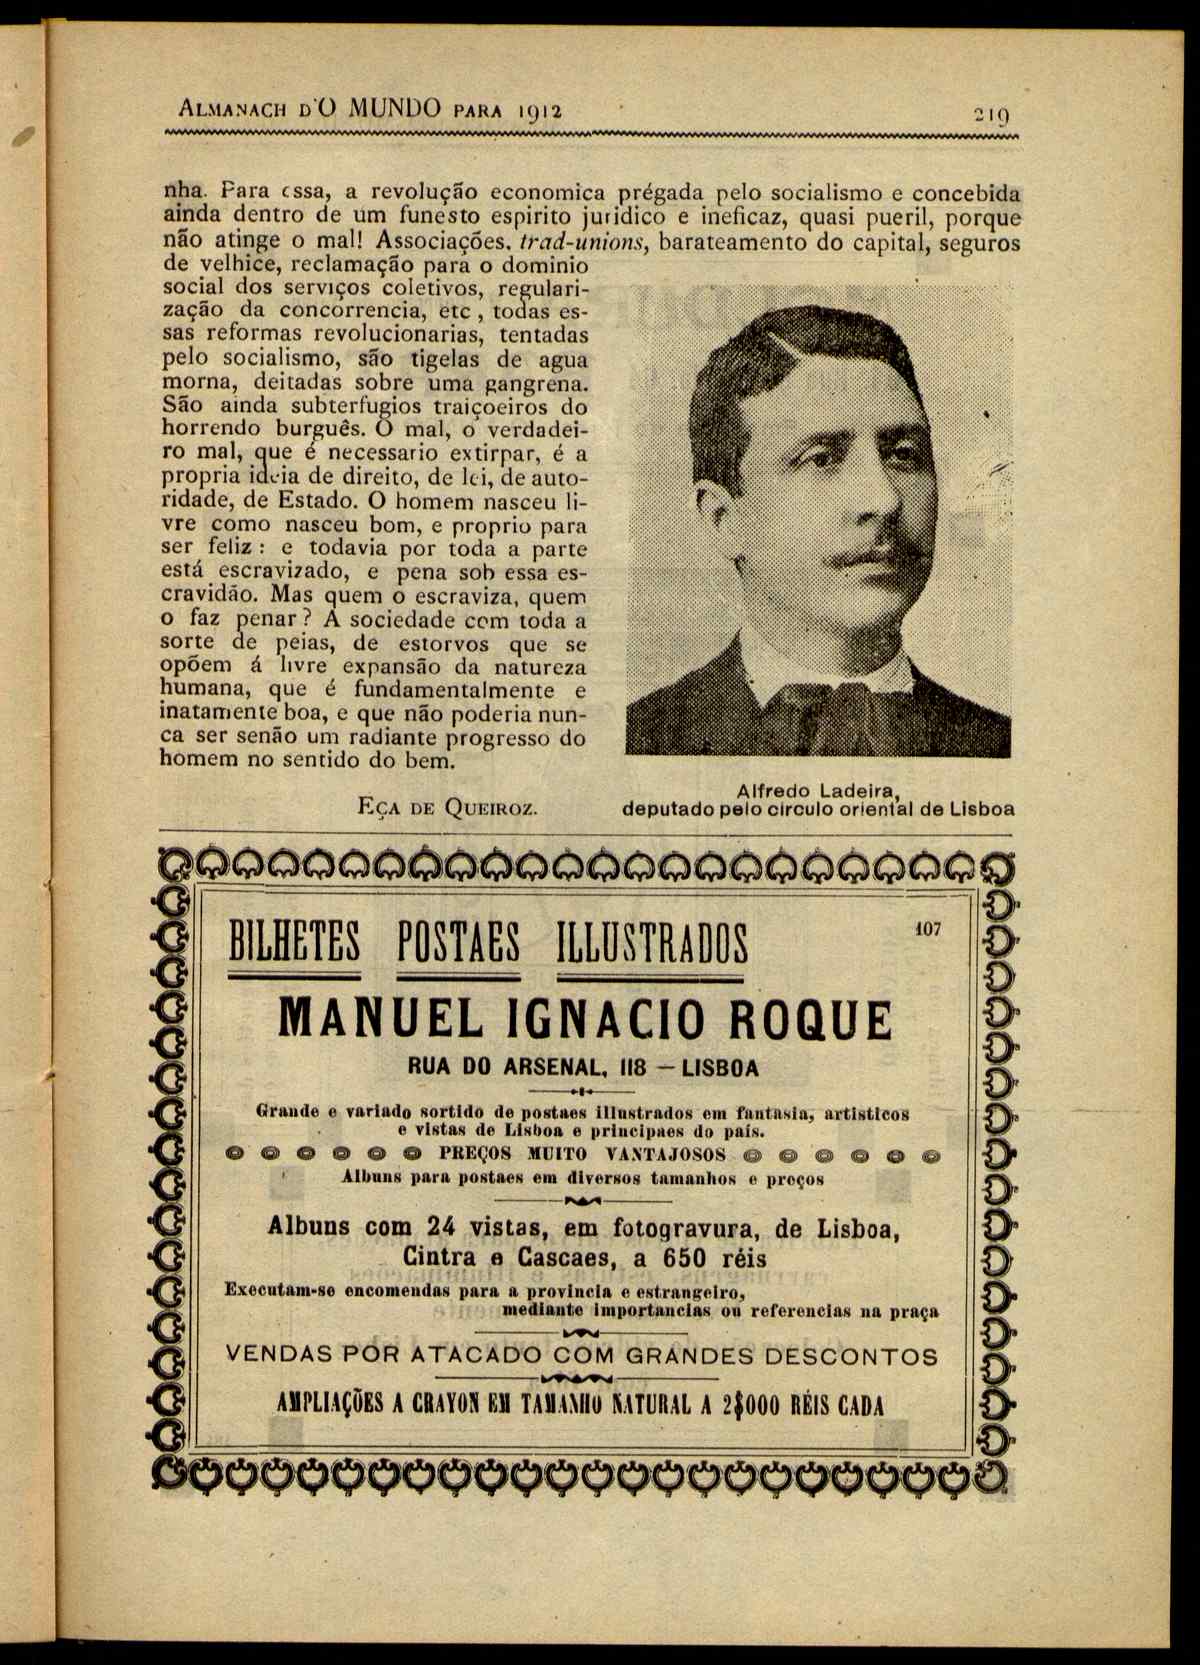 ALMANACH D'O MUNDO PARA 1912
219
nha. Para essa, a revolução economica prégada pelo socialismo e concebida
ainda dentro de um funesto espirito juridico e ineficaz, quasi pueril, porque
não atinge o mal! Associações. trad-unions, barateamento do capital, seguros
de velhice, reclamação para o dominio
social dos serviços coletivos, regulari-
zação da concorrencia, etc , todas es-
sas reformas revolucionarias, tentadas
pelo socialismo, são tigelas de agua
morna, deitadas sobre uma gangrena.
São ainda subterfugios traiçoeiros do
horrendo burguês. O mal, o verdadei-
ro mal, que é necessario extirpar, é a
propria ideia de direito, de lei, de auto-
ridade, de Estado. O homem nasceu li-
vre como nasceu bom, e proprio para
ser feliz : e todavia por toda a parte
está escravizado, e pena sob essa es-
cravidão. Mas quem o escraviza, quem
o faz penar ? A sociedade com toda a
sorte de peias, de estorvos que se
opõem á livre expansão da natureza
humana, que é fundamentalmente e
inatamente boa, e que não poderia nun-
ca ser senão um radiante progresso do
homem no sentido do bem.
EÇA DE QUEIROZ.
Alfredo Ladeira,
deputado pelo circulo oriental de Lisboa
BILHETES POSTAES ILLUSTRADOS
107
MANUEL IGNACIO ROQUE
RUA DO ARSENAL, 118 — LISBOA
Grande e variado sortido de postaes illustrados em fantasia, artisticos
e vistas de Lisboa e principaes do país.
PREÇOS MUITO VANTAJOSOS
Albuns para postaes em diversos tamanhos e preços
Albuns com 24 vistas, em fotogravura, de Lisboa,
Cintra e Cascaes, a 650 réis
Executam-se encomendas para a provincia e estrangeiro,
mediante importancias ou referencias na praça
VENDAS POR ATACADO COM GRANDES DESCONTOS
AMPLIAÇÕES A CRAYON EM TAMANHO NATURAL A 2$000 RÉIS CADA